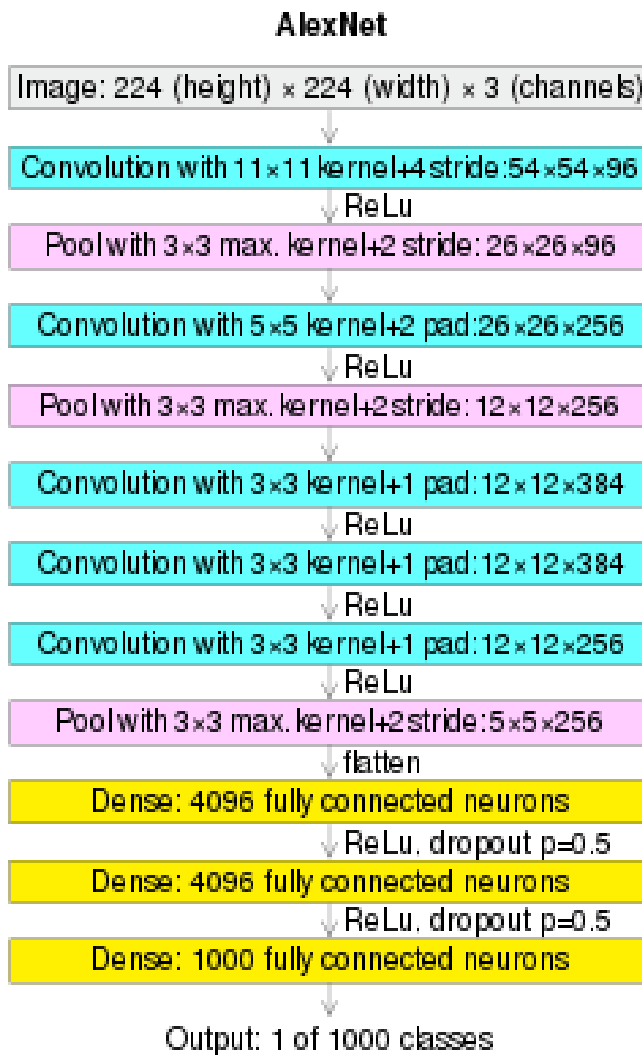 AlexNet
Image: 224 (height) × 224 (width) × 3 (channels)
Convolution with 11×11 kernel+4 stride:54×54×96
ReLu
Pool with 3×3 max. kernel+2 stride: 26×26×96
Convolution with 5×5 kernel+2 pad:26×26×256
ReLu
Pool with 3×3 max. kernel+2stride: 12×12×256
Convolution with 3×3 kernel+1 pad:12×12×384
ReLu
Convolution with 3×3 kernel+1 pad:12×12×384
ReLu
Convolution with 3×3 kernel+1 pad:12×12×256
ReLu
Pool with 3×3 max. kernel+2stride:5×5×256
flatten
Dense: 4096 fully connected neurons
ReLu, dropout p=0.5
Dense: 4096 fully connected neurons
ReLu, dropout p=0.5
Dense: 1000 fully connected neurons
Output: 1 of 1000 classes